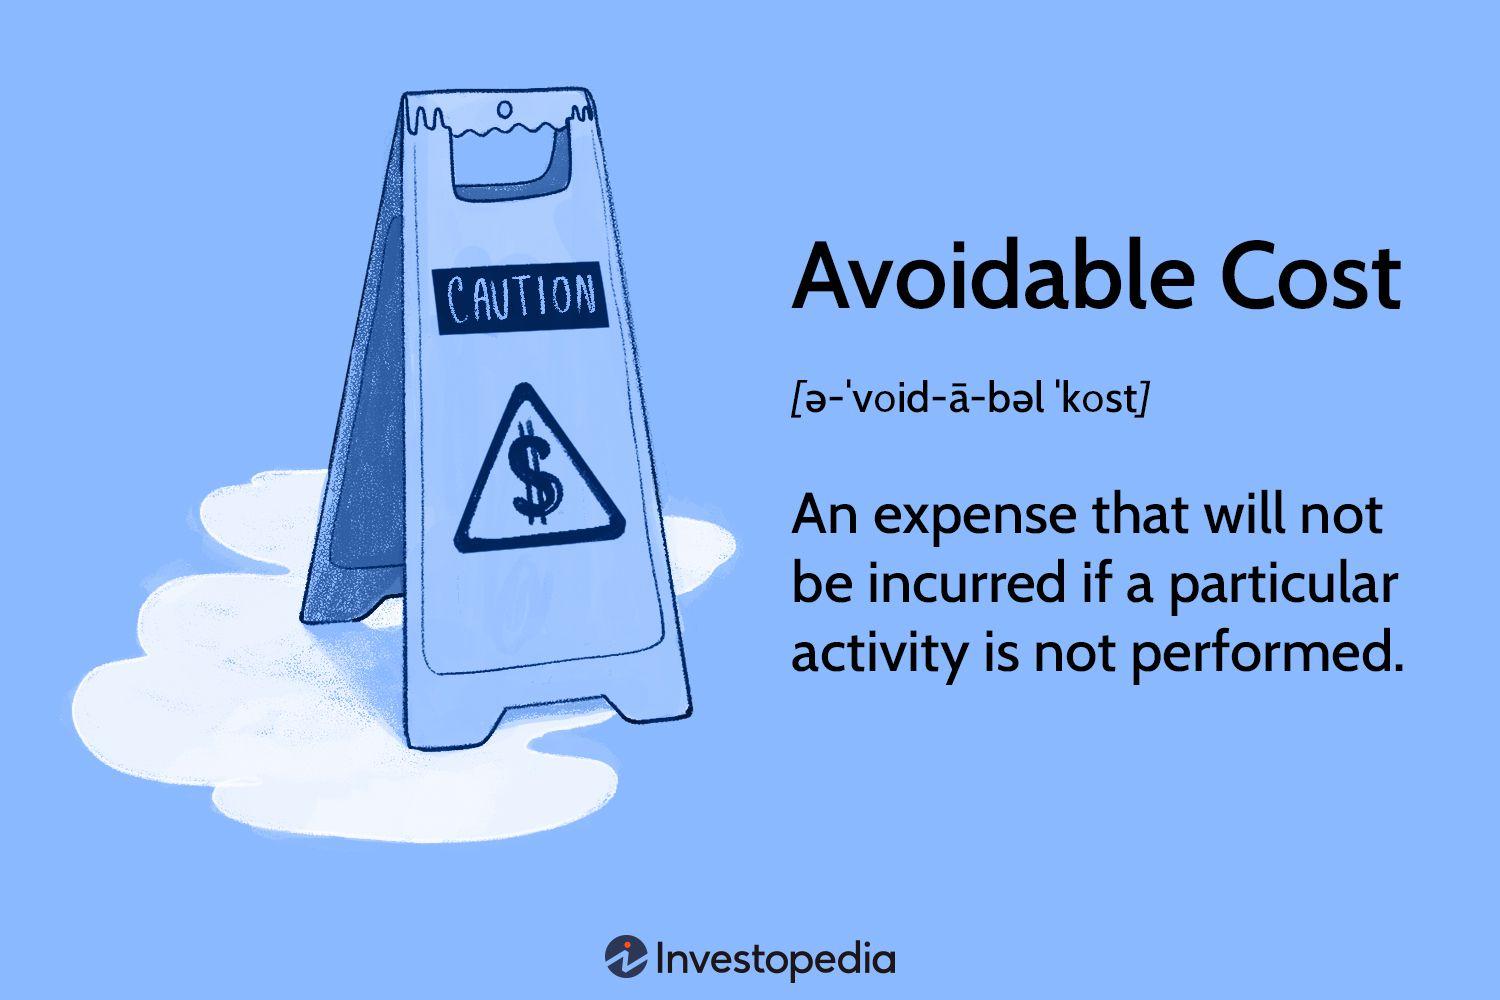 CAUTION
$
Avoidable Cost
[ə-ˈvoid-ā-bəl ˈkost]
An expense that will not
be incurred if a particular
activity is not performed.
Investopedia